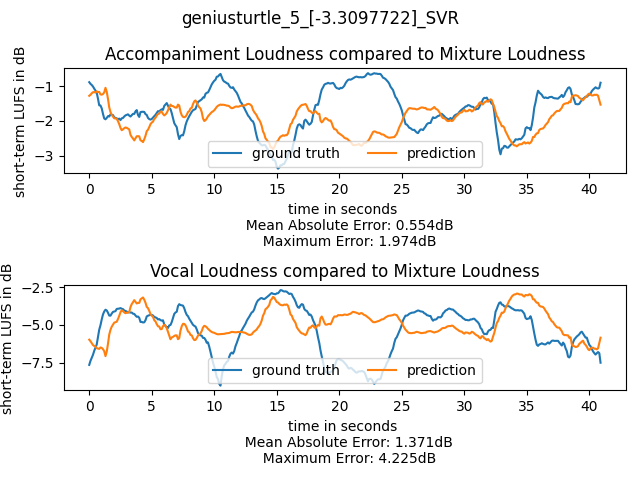 geniusturtle_5_[-3.3097722]_SVR
Accompaniment Loudness compared to Mixture Loudness
short-term LUFS in dB
−1
−2
−3
ground truth
prediction
0 5 10 15 20 25 30 35 40
time in seconds
Mean Absolute Error: 0.554dB
Maximum Error: 1.974dB
Vocal Loudness compared to Mixture Loudness
short-term LUFS in dB
−2.5
−5.0
−7.5
ground truth
prediction
0 5 10 15 20 25 30 35 40
time in seconds
Mean Absolute Error: 1.371dB
Maximum Error: 4.225dB